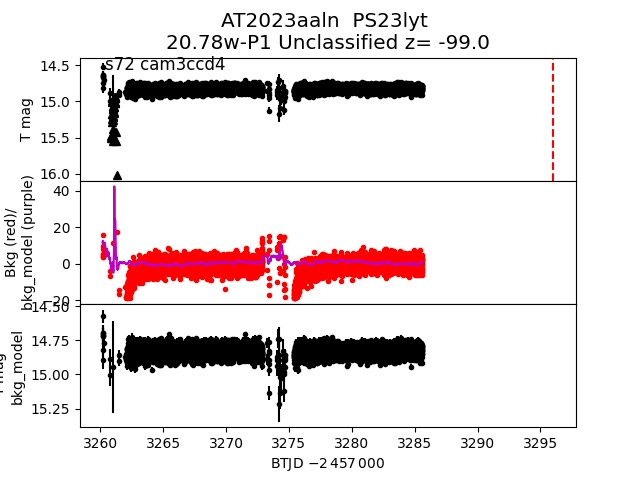 AT2023aaln  PS23lyt
20.78w-P1 Unclassified z= -99.0
s72 cam3ccd4
14.5
15.0
15.5
16.0
T mag
40
20
0
20
Bkg (red)/
bkg_model (purple)
14.50
14.75
15.00
15.25
mag
bkg_model
3260 3265 3270 3275 3280 3285 3290 3295
BTJD −2 457 000